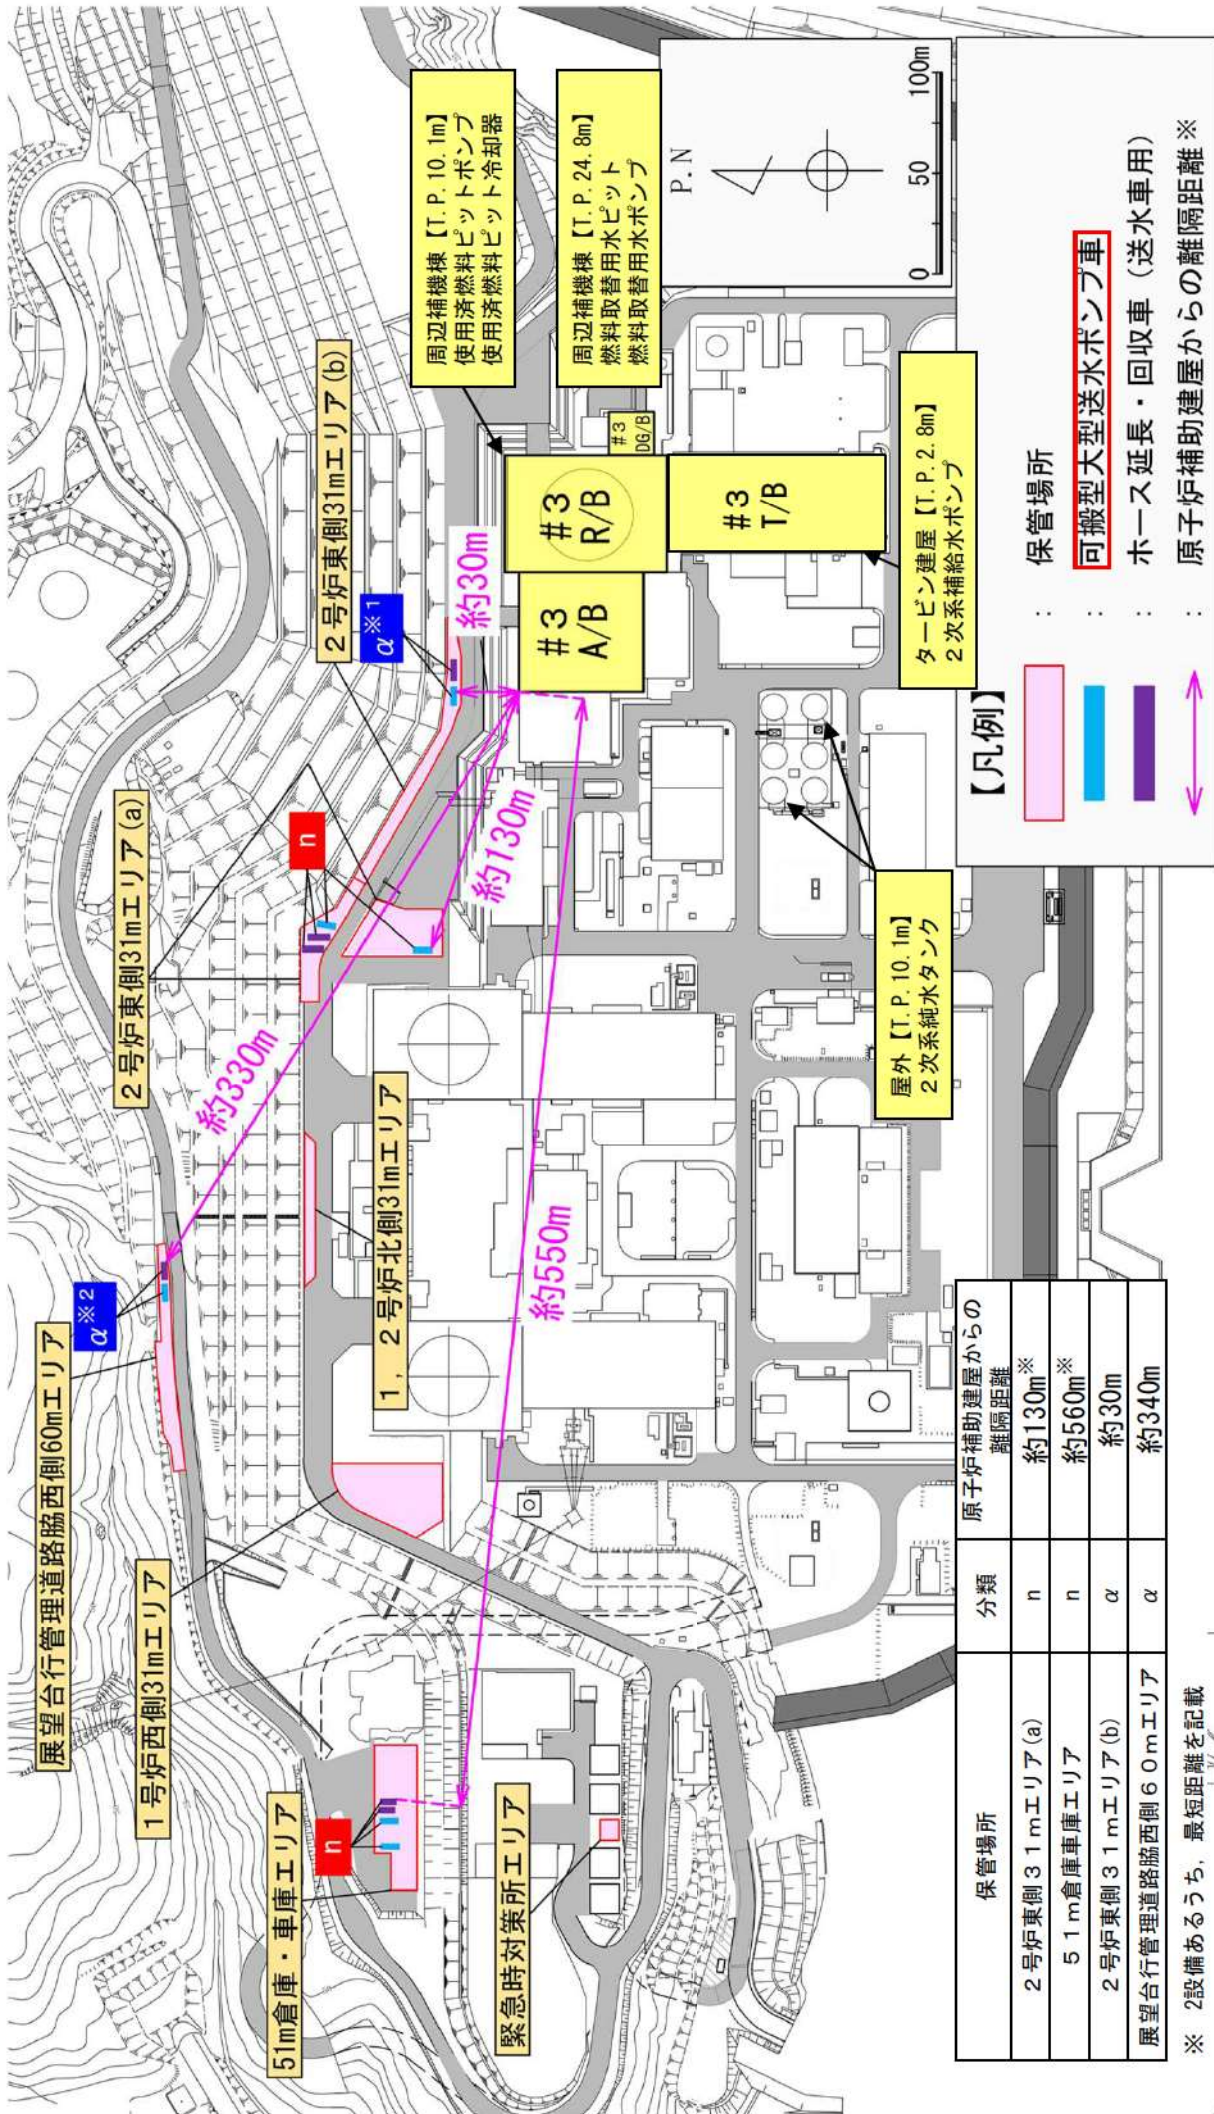 展望台行管理道路脇西側60mエリア
α※2
1号炉西側31mエリア
51m倉庫・車庫エリア
n
緊急時対策所エリア
1,2号炉北側31mエリア
2号炉東側31mエリア(a)
n
2号炉東側31mエリア(b)
α※1
約330m
約550m
約130m
約30m
#3
A/B
#3
R/B
#3
DG/B
#3
T/B
周辺補機棟【T.P.10.1m】
使用済燃料ピットポンプ
使用済燃料ピット冷却器
周辺補機棟【T.P.24.8m】
燃料取替用水ピット
燃料取替用水ポンプ
タービン建屋【T.P.2.8m】
2次系補給水ポンプ
屋外【T.P.10.1m】
2次系純水タンク
P.N
0 50 100m
【凡例】
: 保管場所
: 可搬型大型送水ポンプ車
: ホース延長・回収車(送水車用)
: 原子炉補助建屋からの離隔距離※
保管場所 分類 原子炉補助建屋からの
離隔距離
2号炉東側31mエリア(a) n 約130m※
51m倉庫車庫エリア n 約560m※
2号炉東側31mエリア(b) α 約30m
展望台行管理道路脇西側60mエリア α 約340m
※ 2設備あるうち,最短距離を記載